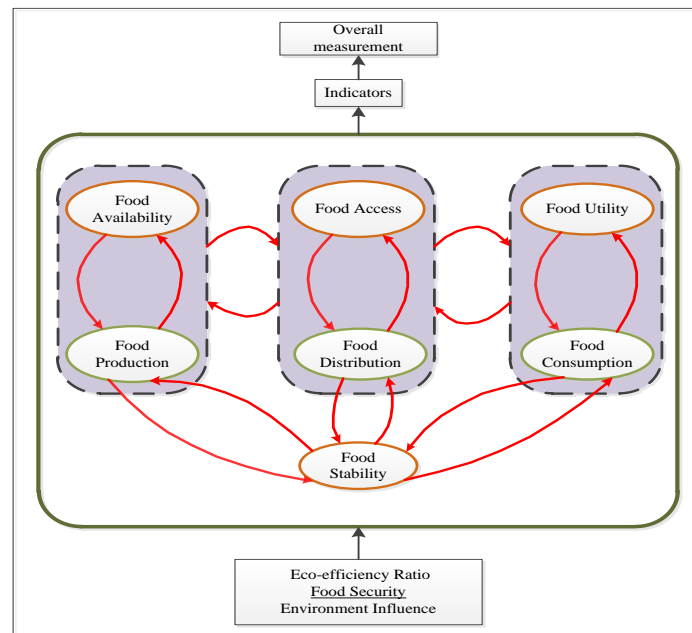 Overall
measurement
Indicators
Food
Availability
Food Access
Food Utility
Food
Production
Food
Distribution
Food
Consumption
Food
Stability
Eco-efficiency Ratio
Food Security
Environment Influence